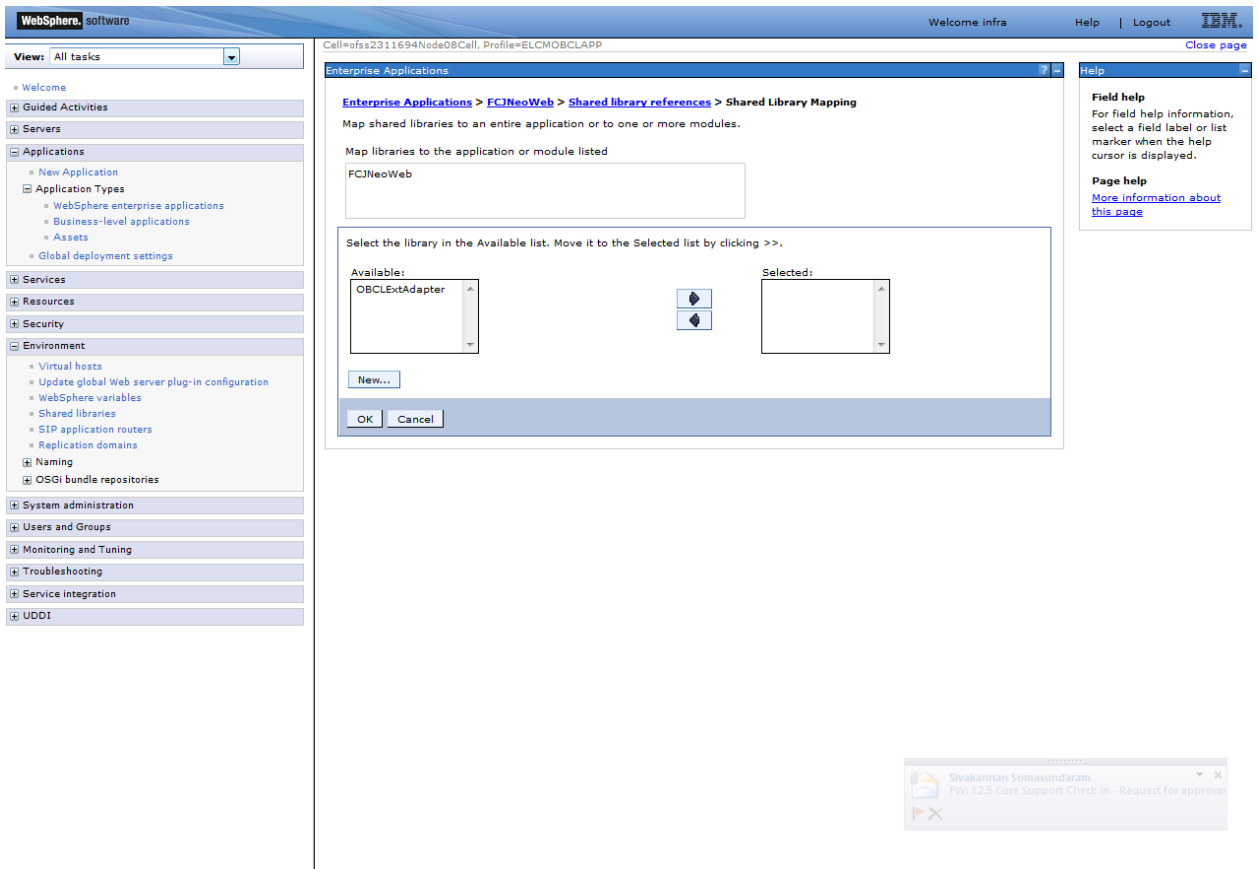 WebSphere. software
Welcome infra
Help | Logout
IBM.
View: All tasks
Cell=ofss2311694Node08Cell, Profile=ELCMOBCLAPP
Close page
Welcome
Guided Activities
Servers
Applications
New Application
Application Types
WebSphere enterprise applications
Business-level applications
Assets
Global deployment settings
Services
Resources
Security
Environment
Virtual hosts
Update global Web server plug-in configuration
WebSphere variables
Shared libraries
SIP application routers
Replication domains
Naming
OSGi bundle repositories
System administration
Users and Groups
Monitoring and Tuning
Troubleshooting
Service integration
UDDI
Enterprise Applications
?
Enterprise Applications > FCJNeoWeb > Shared library references > Shared Library Mapping
Map shared libraries to an entire application or to one or more modules.
Map libraries to the application or module listed
FCJNeoWeb
Select the library in the Available list. Move it to the Selected list by clicking >>.
Available:
OBCLExtAdapter
Selected:
New...
OK
Cancel
Help
Field help
For field help information,
select a field label or list
marker when the help
cursor is displayed.
Page help
More information about
this page
Sivakannan Somasundaram
FW: 12.5 Core Support Check in - Request for approval